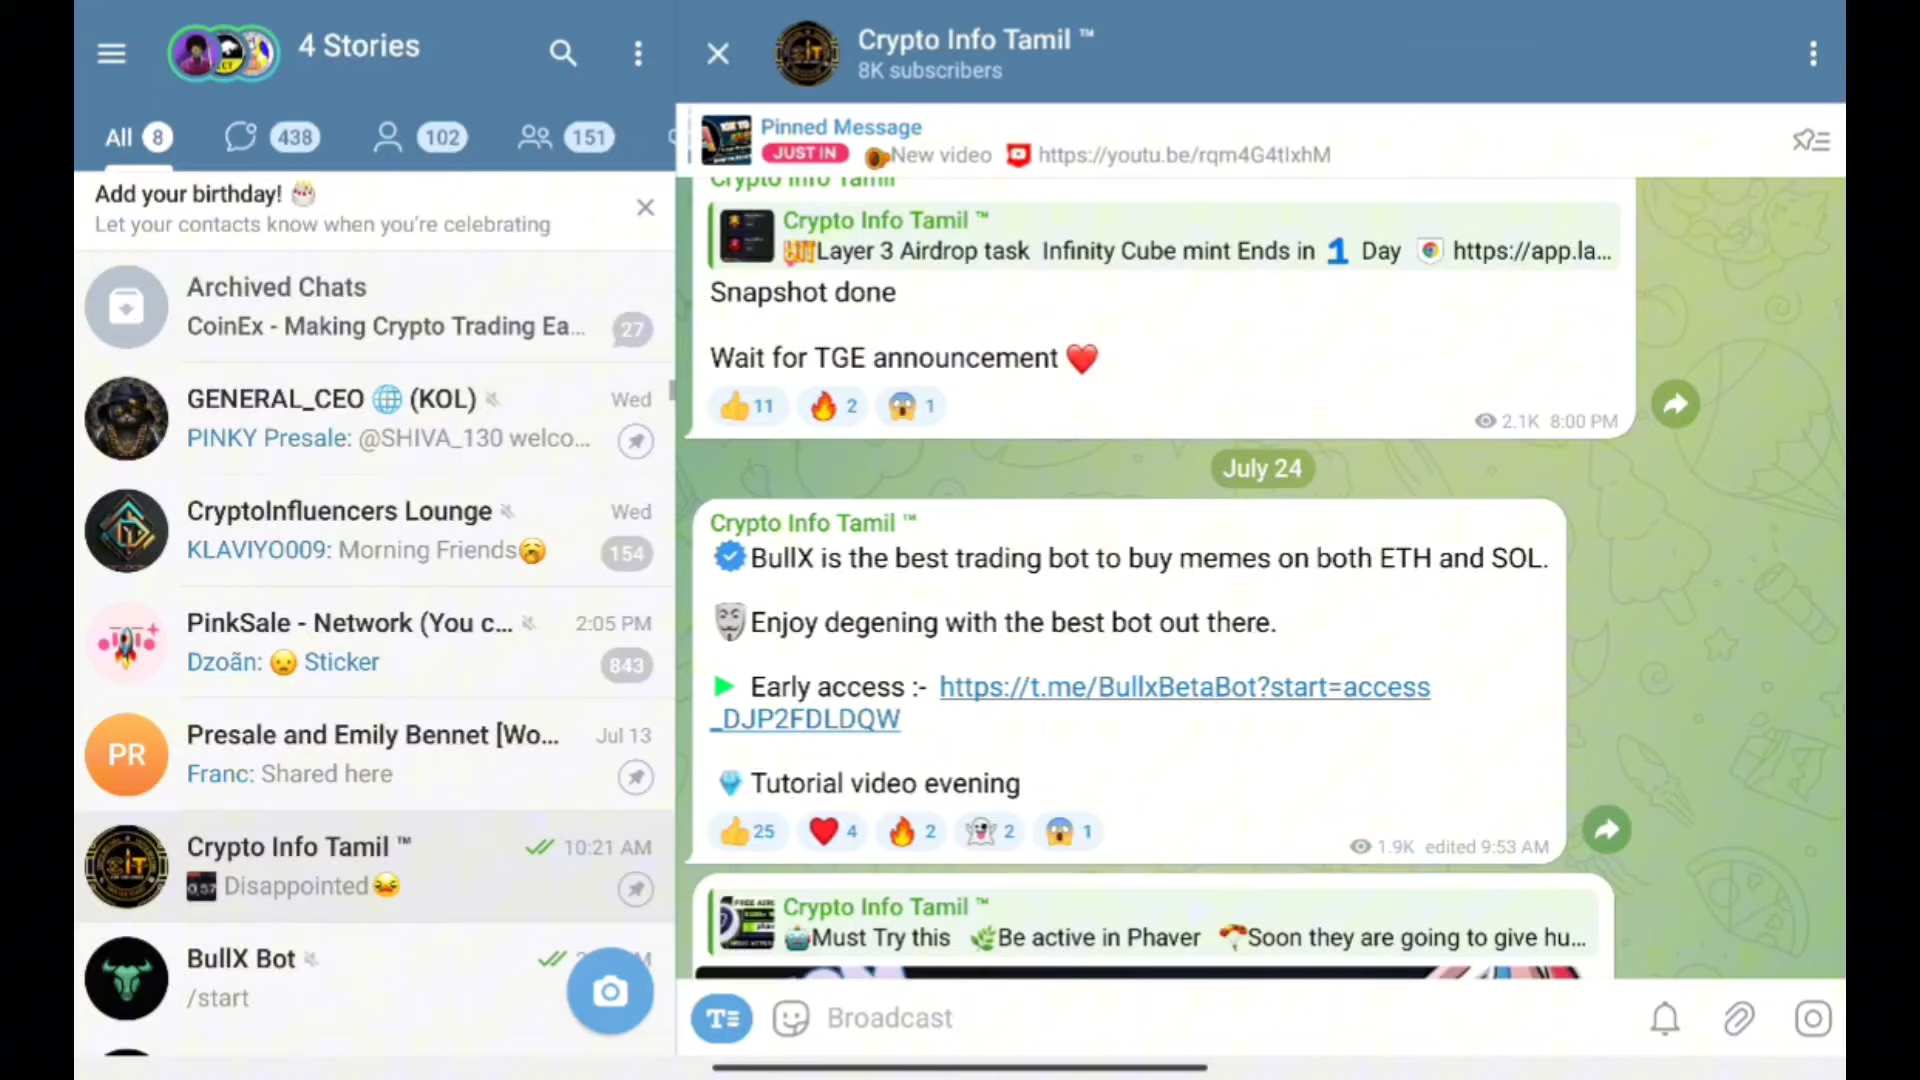 4 Stories
All 8
438
102
151
Add your birthday! 🎂
Let your contacts know when you're celebrating
Archived Chats
CoinEx - Making Crypto Trading Ea...
27
GENERAL_CEO 🌐 (KOL)
Wed
PINKY Presale: @SHIVA_130 welco...
CryptoInfluencers Lounge
Wed
KLAVIYO009: Morning Friends🥱
154
PinkSale - Network (You c...
2:05 PM
Dzoãn: 😞 Sticker
843
PR
Presale and Emily Bennet [Wo...
Jul 13
Franc: Shared here
Crypto Info Tamil ™
10:21 AM
Disappointed😝
BullX Bot
/start
Crypto Info Tamil ™
8K subscribers
Pinned Message
JUST IN New video https://youtu.be/rqm4G4tIxhM
Crypto Info Tamil
Crypto Info Tamil ™
Layer 3 Airdrop task Infinity Cube mint Ends in 1 Day https://app.la...
Snapshot done
Wait for TGE announcement ❤️
👍 11 🔥 2 😱 1
2.1K 8:00 PM
July 24
Crypto Info Tamil ™
BullX is the best trading bot to buy memes on both ETH and SOL.
Enjoy degening with the best bot out there.
Early access :- https://t.me/BullxBetaBot?start=access
_DJP2FDLDQW
💎 Tutorial video evening
👍 25 ❤️ 4 🔥 2 👻 2 😱 1
1.9K edited 9:53 AM
Crypto Info Tamil ™
Must Try this 🌿Be active in Phaver 🪂Soon they are going to give hu...
Broadcast